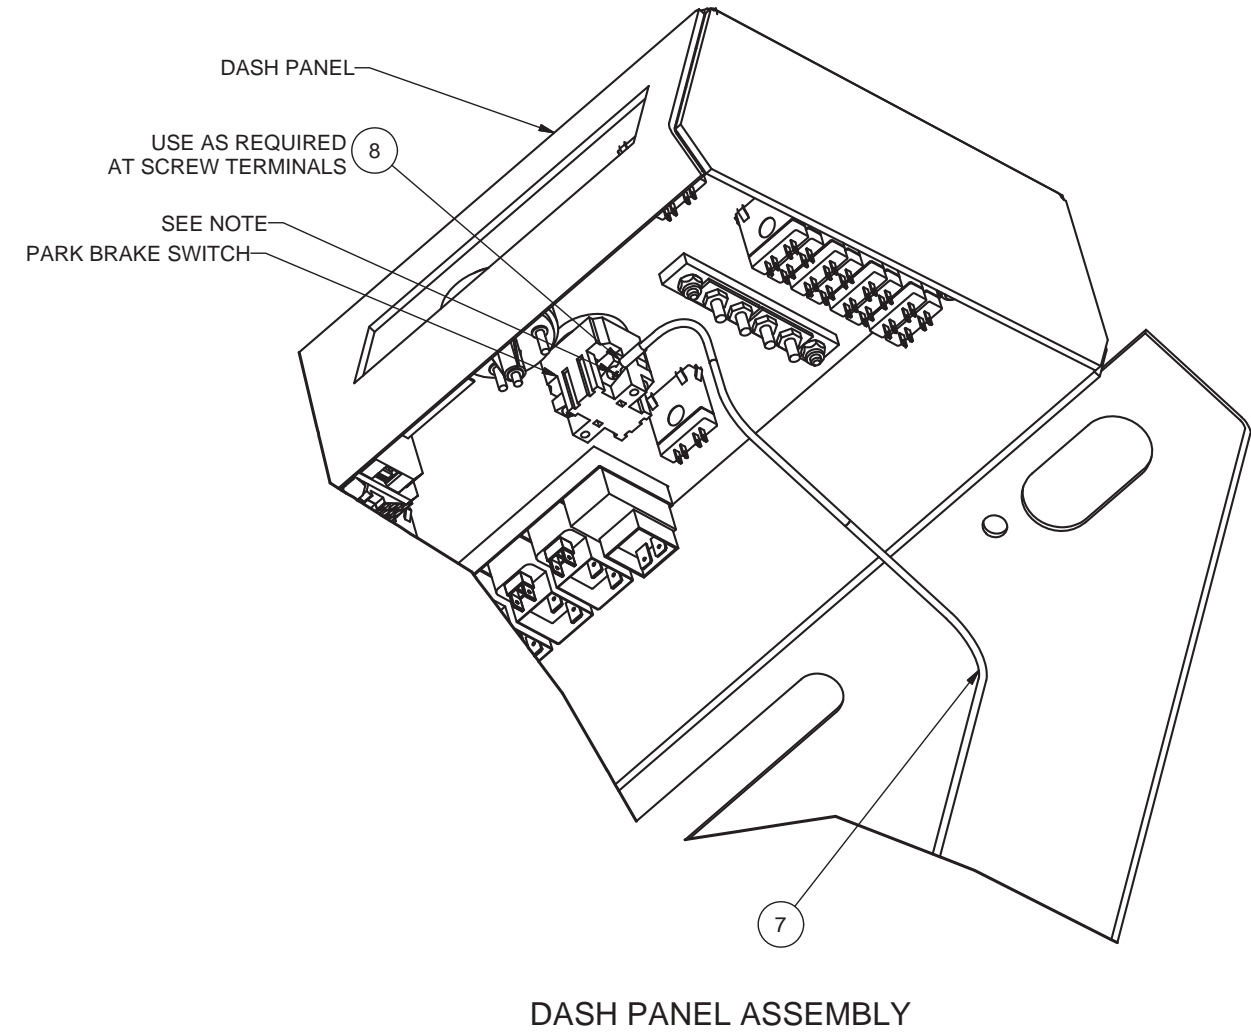 DASH PANEL
USE AS REQUIRED
AT SCREW TERMINALS
8
SEE NOTE
PARK BRAKE SWITCH
7
DASH PANEL ASSEMBLY